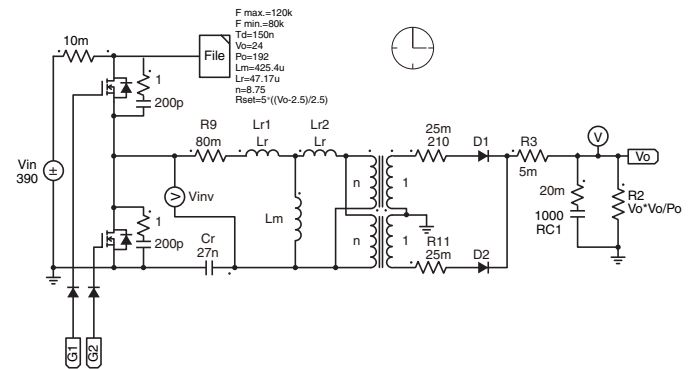 F max.=120k
F min.=80k
Td=150n
Vo=24
Po=192
Lm=425.4u
Lr=47.17u
n=8.75
Rset=5*((Vo-2.5)/2.5)
10m
File
1
200p
R9
80m
Lr1
Lr
Lr2
Lr
25m
210
D1
R3
5m
V
Vo
Vin
390
±
V
Vinv
Lm
n
1
20m
1000
RC1
R2
Vo*Vo/Po
1
200p
Cr
27n
n
1
R11
25m
D2
G1
G2